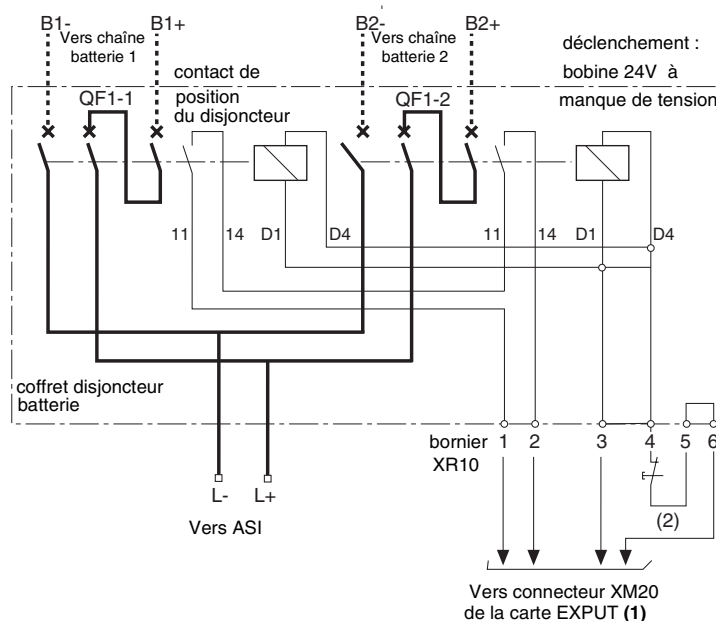 B1- B1+ B2- B2+
Vers chaîne
batterie 1
Vers chaîne
batterie 2
déclenchement :
bobine 24V à
manque de tension
contact de
position
du disjoncteur
QF1-1
QF1-2
11 14 D1 D4 11 14 D1 D4
coffret disjoncteur
batterie
bornier
XR10
1 2 3 4 5 6
L- L+
Vers ASI
(2)
Vers connecteur XM20
de la carte EXPUT (1)